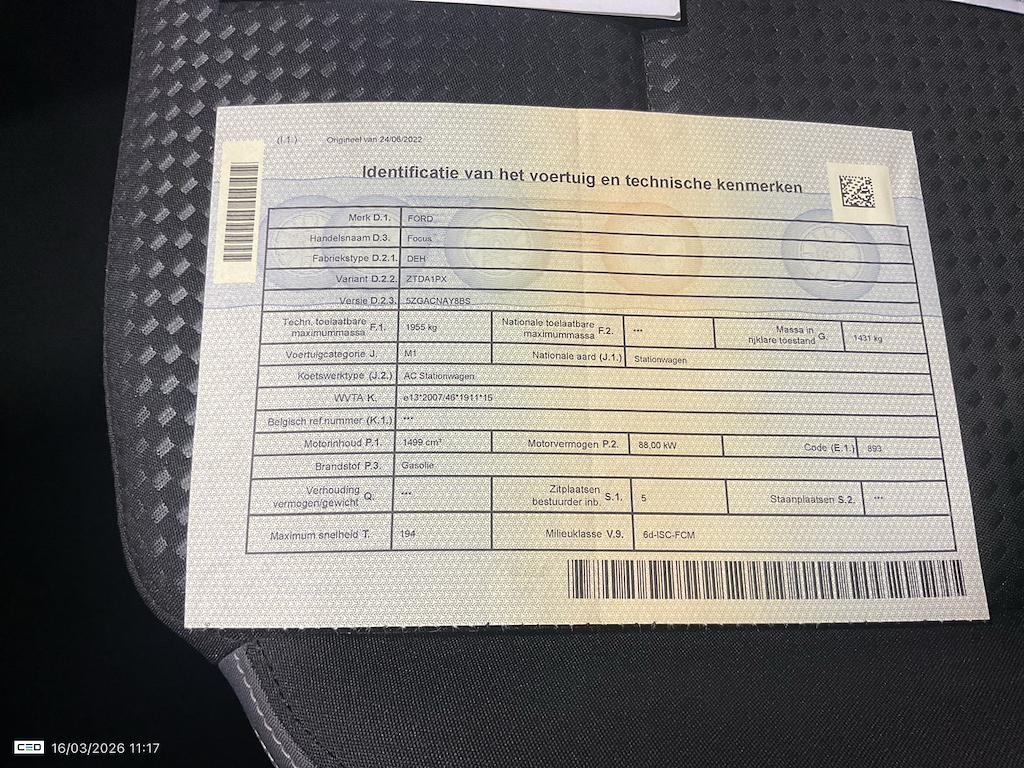 (I.1.) Origineel van 24/06/2022
Identificatie van het voertuig en technische kenmerken
Merk D.1. FORD
Handelsnaam D.3. Focus
Fabriekstype D.2.1. DEH
Variant D.2.2. ZTDA1PX
Versie D.2.3. 5ZGACNAY8BS
Techn. toelaatbare maximummassa F.1. 1955 kg Nationale toelaatbare maximummassa F.2. *** Massa in rijklare toestand G. 1431 kg
Voertuigcategorie J. M1 Nationale aard (J.1.) Stationwagen
Koetswerktype (J.2.) AC Stationwagen
WVTA K. e13*2007/46*1911*15
Belgisch ref.nummer (K.1.) ***
Motorinhoud P.1. 1499 cm³ Motorvermogen P.2. 88,00 kW Code (E.1.) 893
Brandstof P.3. Gasolie
Verhouding vermogen/gewicht Q. *** Zitplaatsen bestuurder inb. S.1. 5 Staanplaatsen S.2. ***
Maximum snelheid T. 194 Milieuklasse V.9. 6d-ISC-FCM
CEO 16/03/2026 11:17